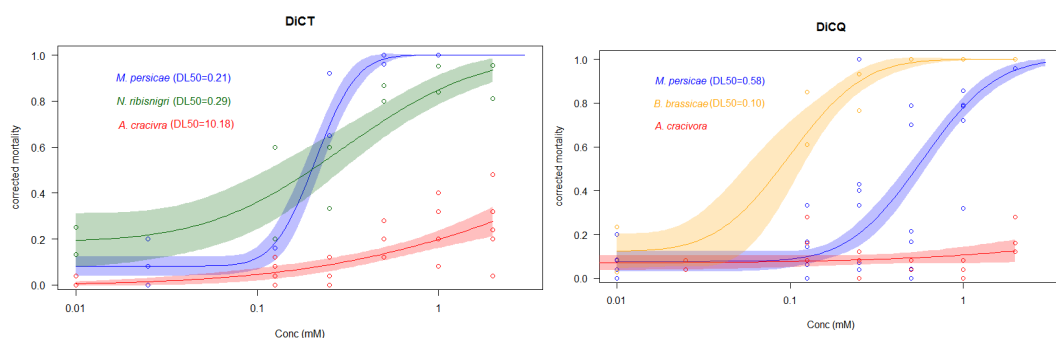 DiCT
corrected mortality
1.0
0.8
0.6
0.4
0.2
0.0
M. persicae (DL50=0.21)
N. ribisnigri (DL50=0.29)
A. cracivra (DL50=10.18)
0.01
0.1
1
Conc (mM)
DiCQ
corrected mortality
1.0
0.8
0.6
0.4
0.2
0.0
M. persicae (DL50=0.58)
B. brassicae (DL50=0.10)
A. cracivora
0.01
0.1
1
Conc (mM)